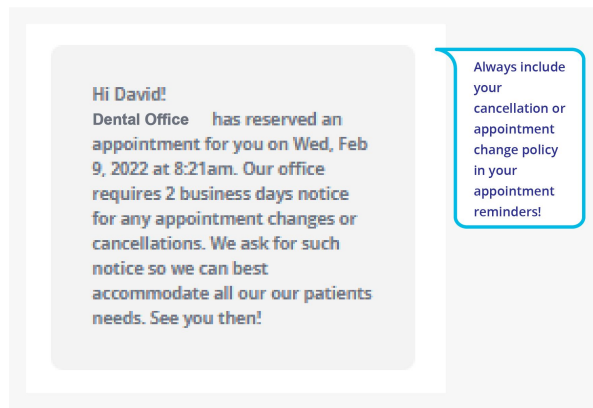 Hi David!
Dental Office has reserved an
appointment for you on Wed, Feb
9, 2022 at 8:21am. Our office
requires 2 business days notice
for any appointment changes or
cancellations. We ask for such
notice so we can best
accommodate all our our patients
needs. See you then!
Always include
your
cancellation or
appointment
change policy
in your
appointment
reminders!